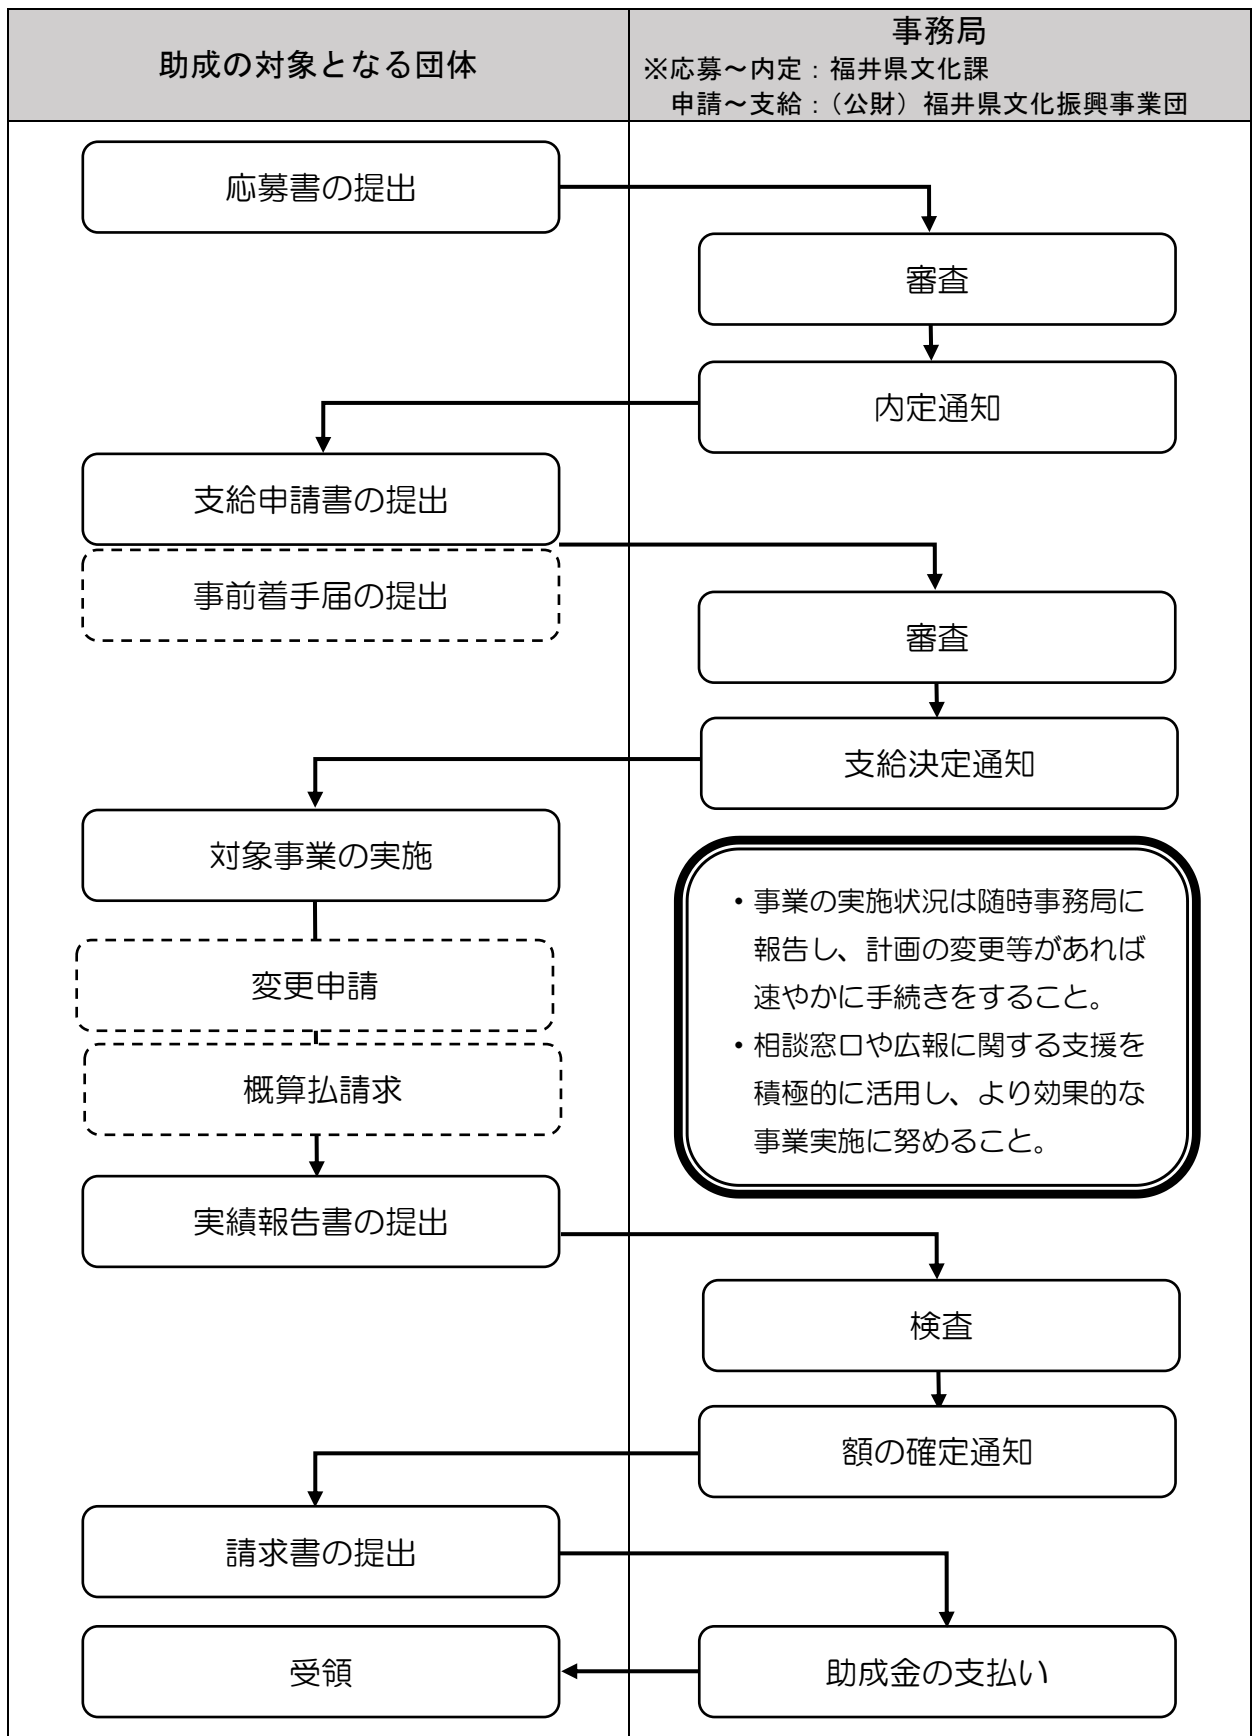 助成の対象となる団体
事務局
※応募～内定：福井県文化課
申請～支給：（公財）福井県文化振興事業団
応募書の提出
審査
内定通知
支給申請書の提出
事前着手届の提出
審査
支給決定通知
対象事業の実施
変更申請
概算払請求
・事業の実施状況は随時事務局に
報告し、計画の変更等があれば
速やかに手続きをすること。
・相談窓口や広報に関する支援を
積極的に活用し、より効果的な
事業実施に努めること。
実績報告書の提出
検査
額の確定通知
請求書の提出
助成金の支払い
受領